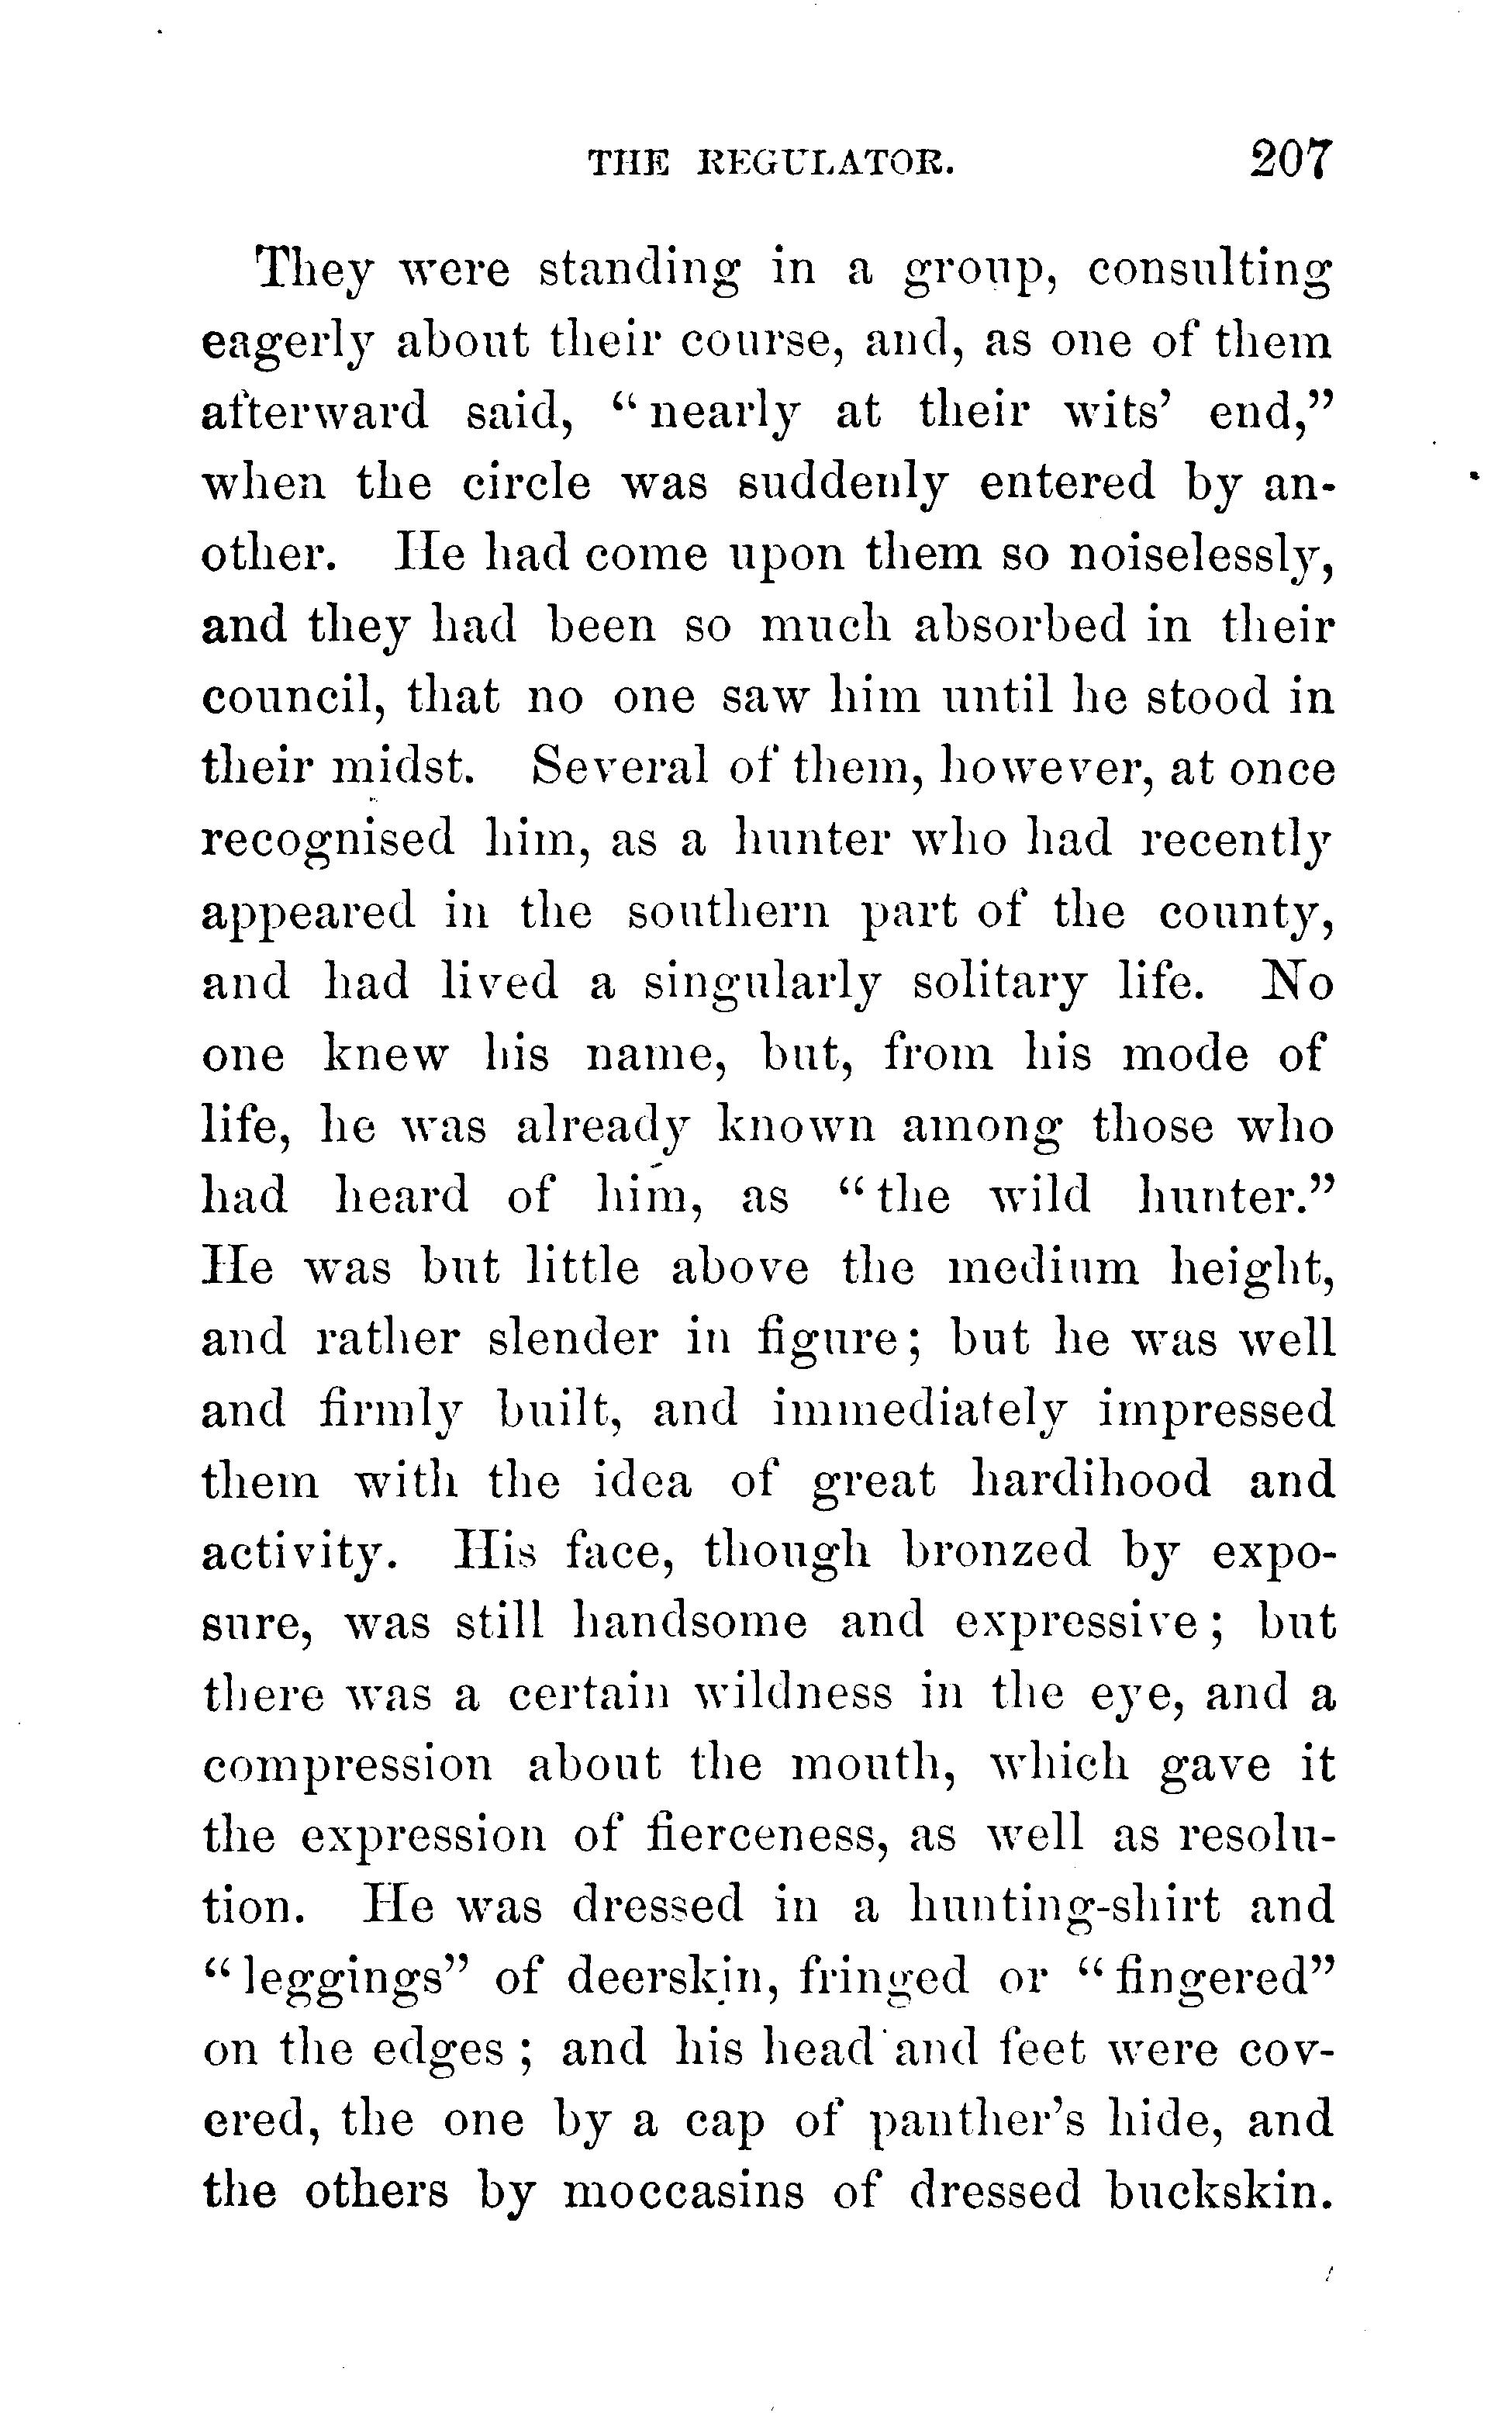 THE REGULATOR. 207
They were standing in a group, consulting
eagerly about their course, and, as one of them
afterward said, “nearly at their wits’ end,”
when the circle was suddenly entered by an-
other. He had come upon them so noiselessly,
and they had been so much absorbed in their
council, that no one saw him until he stood in
their midst. Several of them, however, at once
recognised him, as a hunter who had recently
appeared in the southern part of the county,
and had lived a singularly solitary life. No
one knew his name, but, from his mode of
life, he was already known among those who
had heard of him, as “the wild hunter.”
He was but little above the medium height,
and rather slender in figure; but he was well
and firmly built, and immediately impressed
them with the idea of great hardihood and
activity. His face, though bronzed by expo-
sure, was still handsome and expressive; but
there was a certain wildness in the eye, and a
compression about the mouth, which gave it
the expression of fierceness, as well as resolu-
tion. He was dressed in a hunting-shirt and
“leggings” of deerskin, fringed or “fingered”
on the edges; and his head and feet were cov-
ered, the one by a cap of panther’s hide, and
the others by moccasins of dressed buckskin.